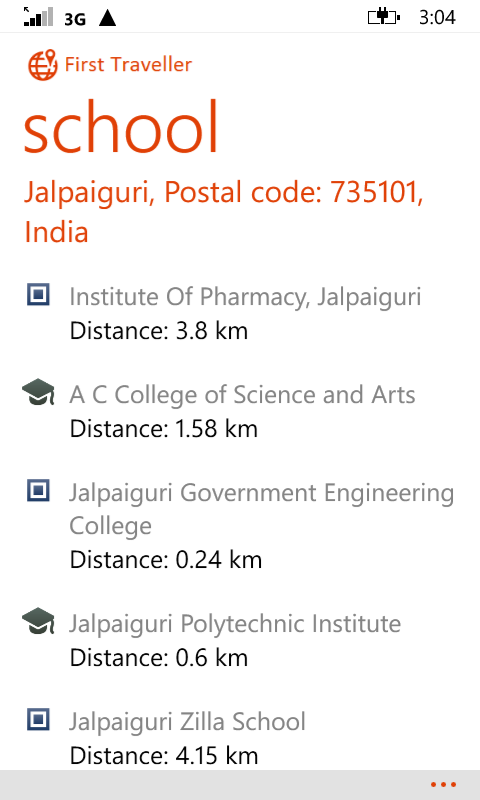 3G 3:04
First Traveller
school
Jalpaiguri, Postal code: 735101,
India
Institute Of Pharmacy, Jalpaiguri
Distance: 3.8 km
A C College of Science and Arts
Distance: 1.58 km
Jalpaiguri Government Engineering
College
Distance: 0.24 km
Jalpaiguri Polytechnic Institute
Distance: 0.6 km
Jalpaiguri Zilla School
Distance: 4.15 km